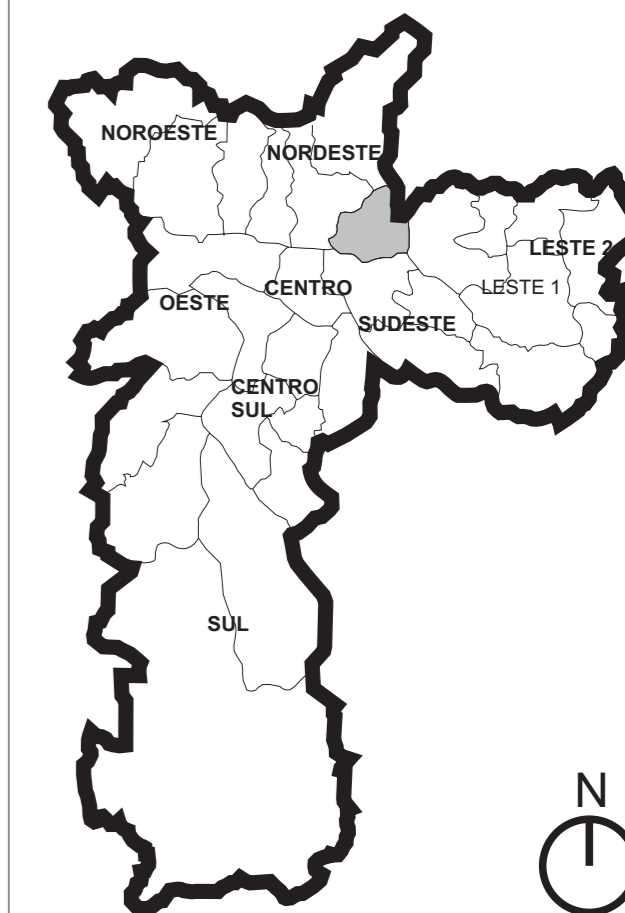 NOROESTE
NORDESTE
LESTE 2
LESTE 1
CENTRO
OESTE
SUDESTE
CENTRO
SUL
SUL
N